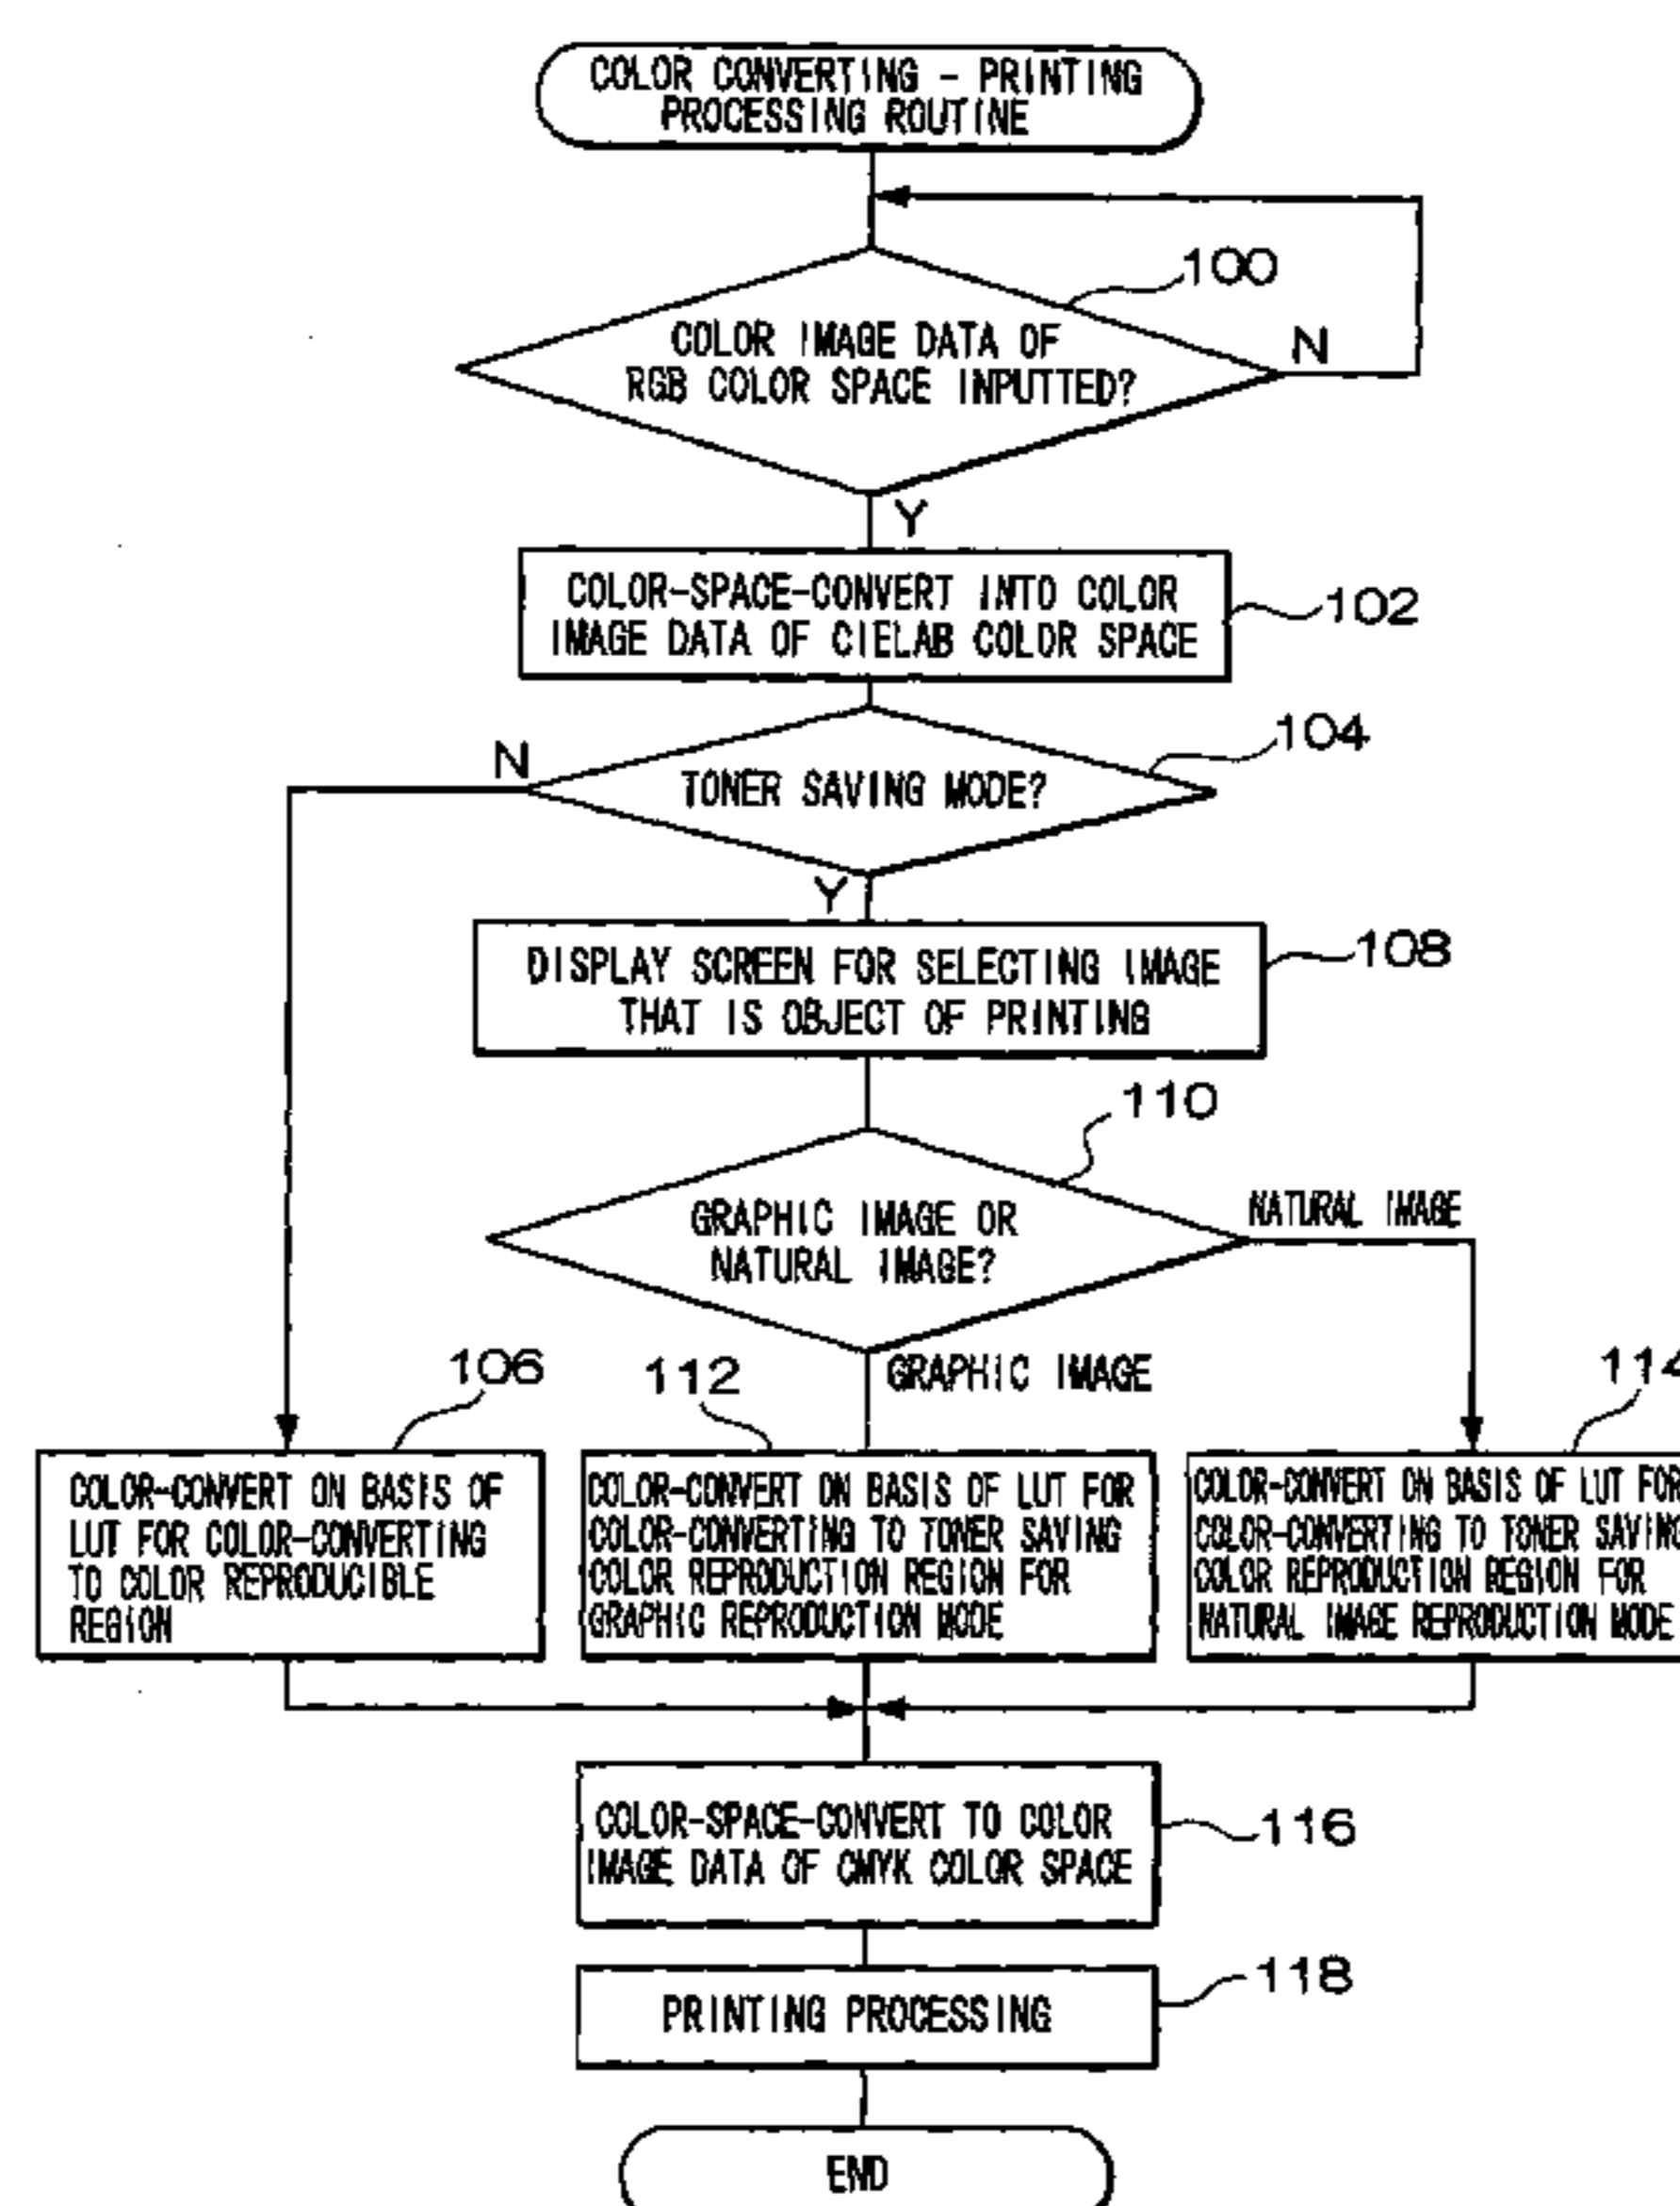 COLOR CONVERTING - PRINTING
PROCESSING ROUTINE
100
COLOR IMAGE DATA OF
RGB COLOR SPACE INPUTTED?
N
Y
COLOR-SPACE-CONVERT INTO COLOR
IMAGE DATA OF CIELAB COLOR SPACE
102
104
N
TONER SAVING MODE?
Y
DISPLAY SCREEN FOR SELECTING IMAGE
THAT IS OBJECT OF PRINTING
108
110
GRAPHIC IMAGE OR
NATURAL IMAGE?
NATURAL IMAGE
GRAPHIC IMAGE
106
COLOR-CONVERT ON BASIS OF
LUT FOR COLOR-CONVERTING
TO COLOR REPRODUCIBLE
REGION
112
COLOR-CONVERT ON BASIS OF LUT FOR
COLOR-CONVERTING TO TONER SAVING
COLOR REPRODUCTION REGION FOR
GRAPHIC REPRODUCTION MODE
114
COLOR-CONVERT ON BASIS OF LUT FOR
COLOR-CONVERTING TO TONER SAVING
COLOR REPRODUCTION REGION FOR
NATURAL IMAGE REPRODUCTION MODE
COLOR-SPACE-CONVERT TO COLOR
IMAGE DATA OF CMYK COLOR SPACE
116
PRINTING PROCESSING
118
END